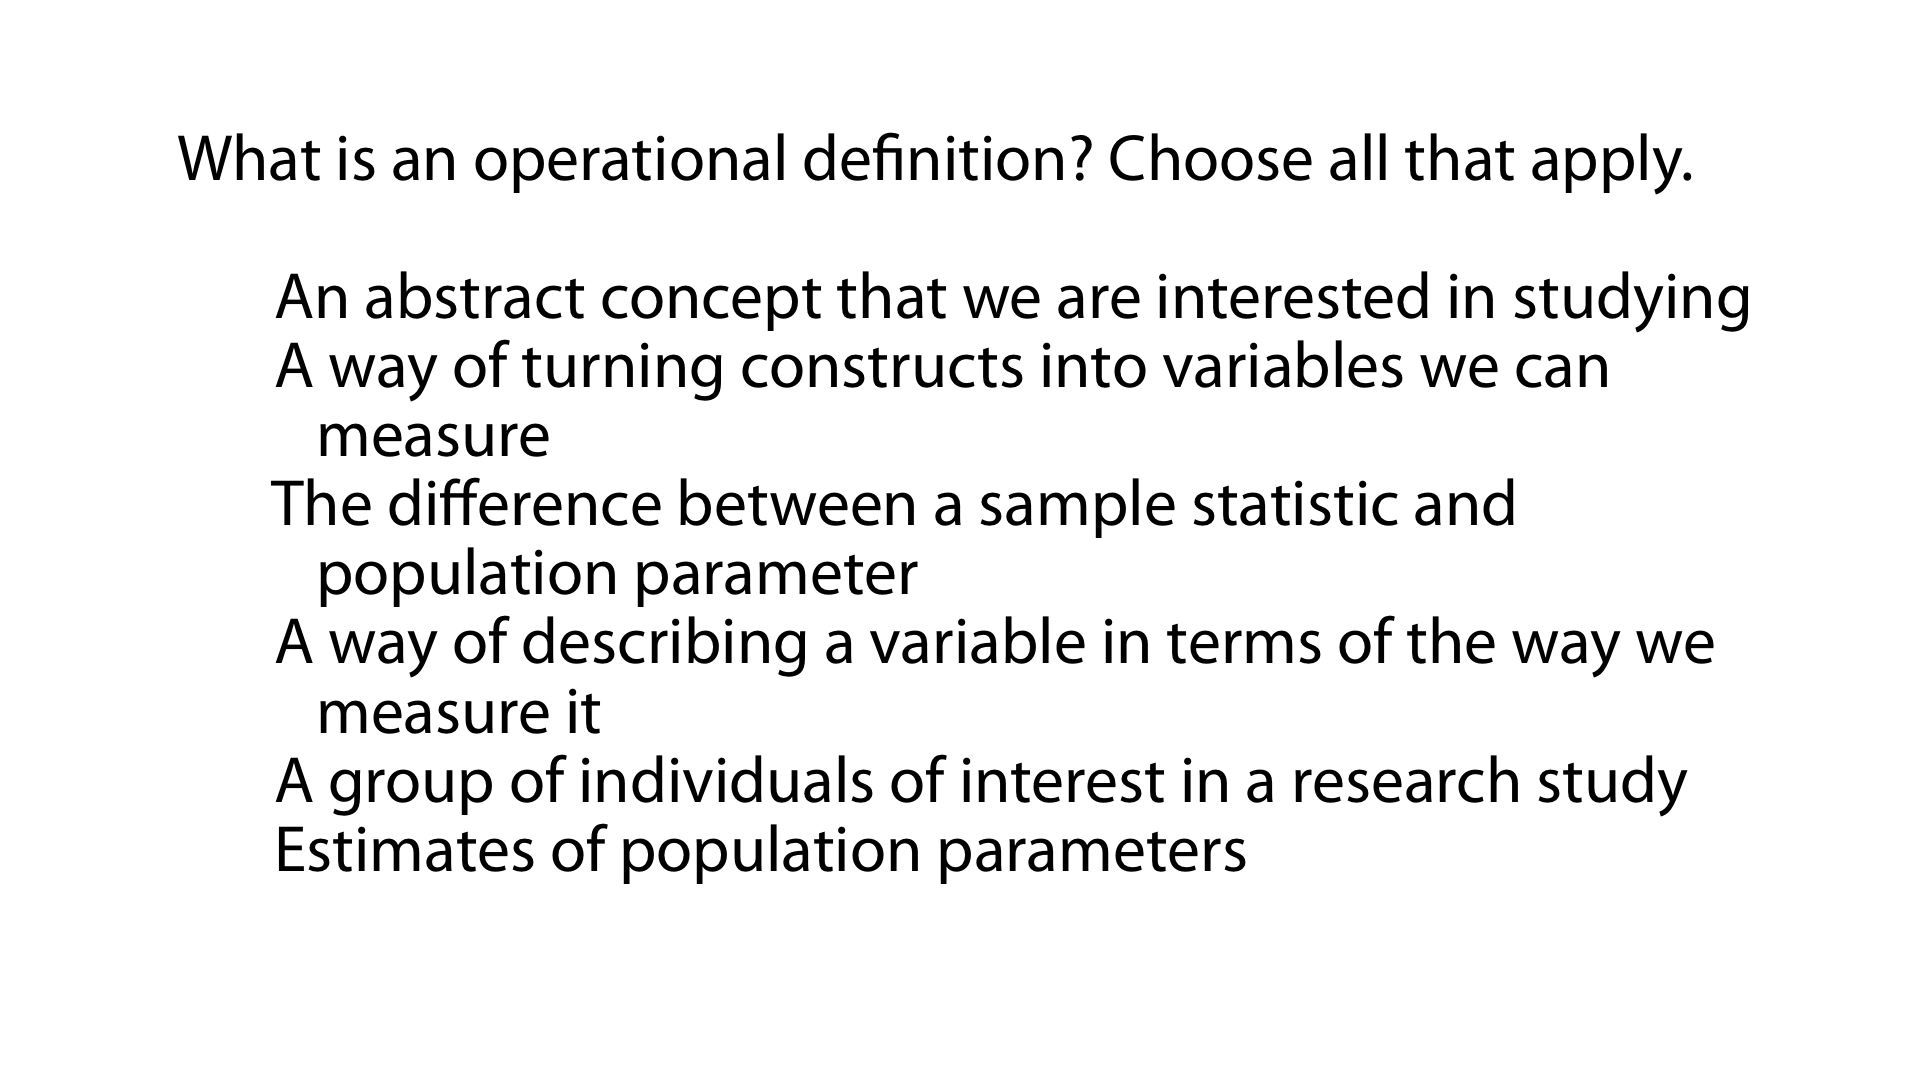 What is an operational definition? Choose all that apply.
An abstract concept that we are interested in studying
A way of turning constructs into variables we can
measure
The difference between a sample statistic and
population parameter
A way of describing a variable in terms of the way we
measure it
A group of individuals of interest in a research study
Estimates of population parameters